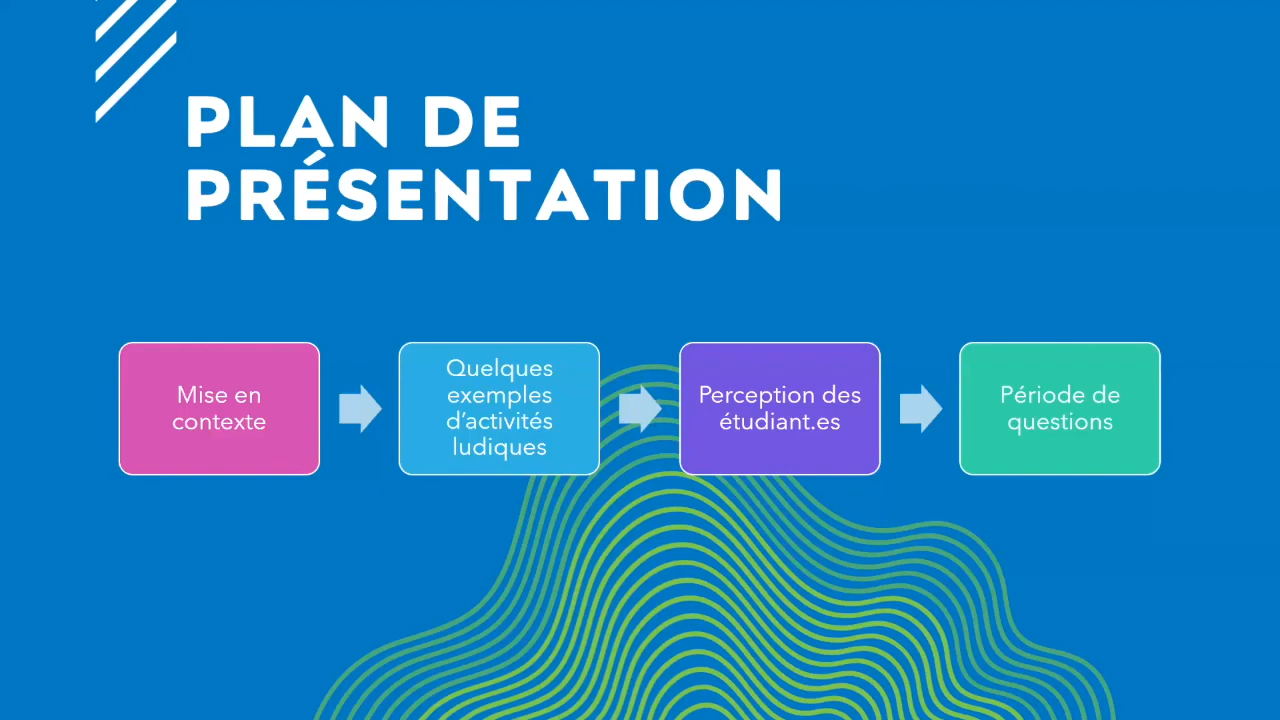 PLAN DE
PRÉSENTATION
Mise en
contexte
Quelques
exemples
d’activités
ludiques
Perception des
étudiant.es
Période de
questions